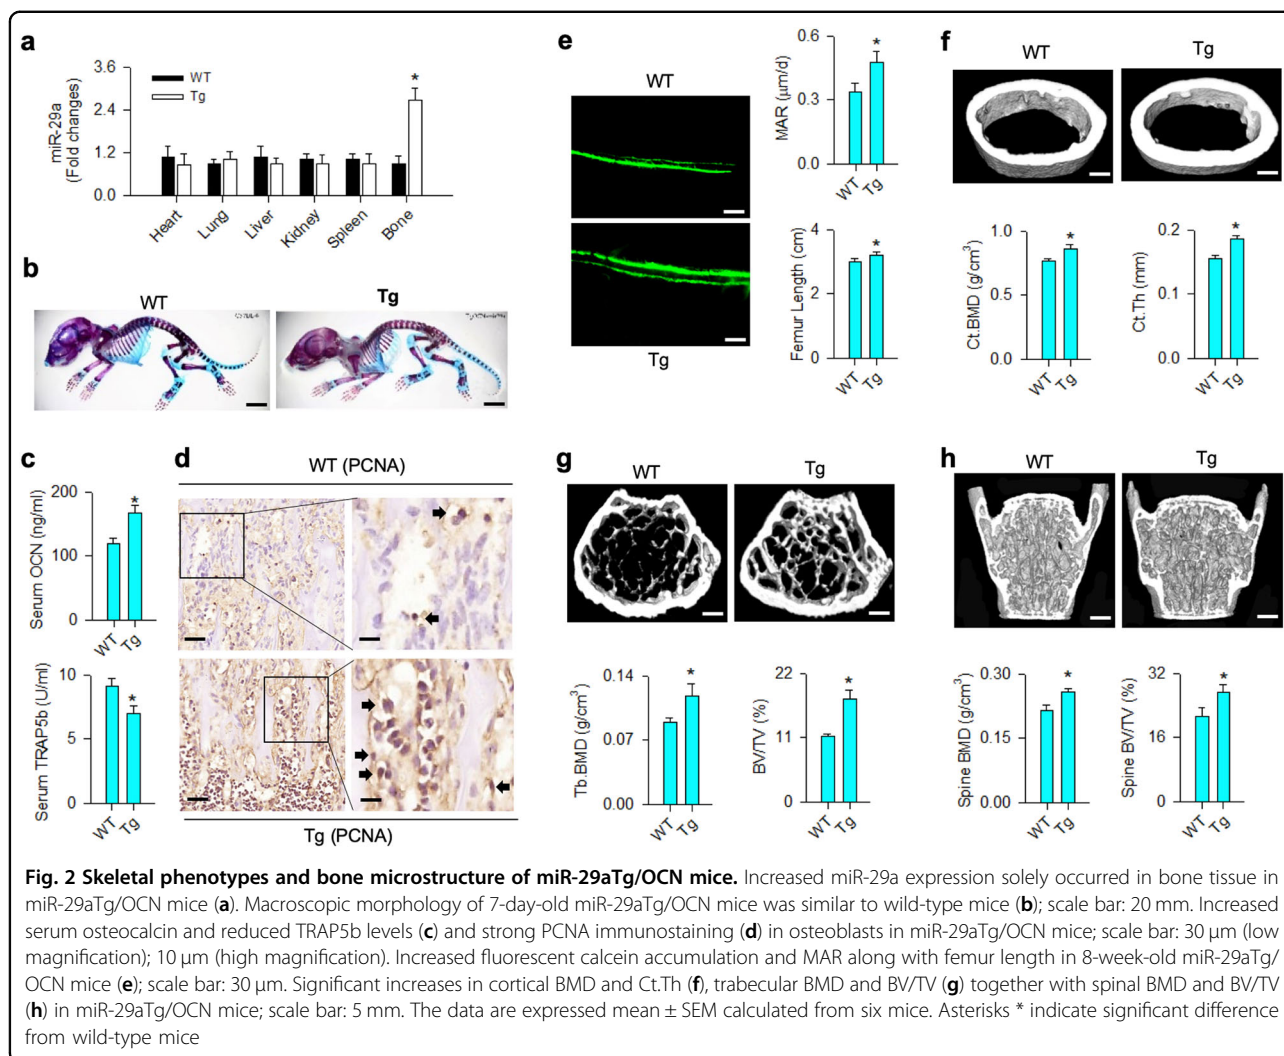 a
3.6
2.4
1.2
0.0
miR-29a
(Fold changes)
WT
Tg
*
Heart
Lung
Liver
Kidney
Spleen
Bone
b
WT
Tg
c
200
100
0
Serum OCN (ng/ml)
*
WT
Tg
10
5
0
Serum TRAP5b (U/ml)
*
WT
Tg
d
WT (PCNA)
Tg (PCNA)
e
WT
Tg
0.6
0.3
0.0
MAR (μm/d)
*
WT
Tg
4
2
0
Femur Length (cm)
*
WT
Tg
f
WT
Tg
1.0
0.5
0.0
Ct.BMD (g/cm³)
*
WT
Tg
0.2
0.1
0.0
Ct.Th (mm)
*
WT
Tg
g
WT
Tg
0.14
0.07
0.00
Tb.BMD (g/cm³)
*
WT
Tg
22
11
0
BV/TV (%)
*
WT
Tg
h
WT
Tg
0.30
0.15
0.00
Spine BMD (g/cm³)
*
WT
Tg
32
16
0
Spine BV/TV (%)
*
WT
Tg
Fig. 2 Skeletal phenotypes and bone microstructure of miR-29aTg/OCN mice. Increased miR-29a expression solely occurred in bone tissue in
miR-29aTg/OCN mice (a). Macroscopic morphology of 7-day-old miR-29aTg/OCN mice was similar to wild-type mice (b); scale bar: 20 mm. Increased
serum osteocalcin and reduced TRAP5b levels (c) and strong PCNA immunostaining (d) in osteoblasts in miR-29aTg/OCN mice; scale bar: 30 μm (low
magnification); 10 μm (high magnification). Increased fluorescent calcein accumulation and MAR along with femur length in 8-week-old miR-29aTg/
OCN mice (e); scale bar: 30 μm. Significant increases in cortical BMD and Ct.Th (f), trabecular BMD and BV/TV (g) together with spinal BMD and BV/TV
(h) in miR-29aTg/OCN mice; scale bar: 5 mm. The data are expressed mean ± SEM calculated from six mice. Asterisks * indicate significant difference
from wild-type mice